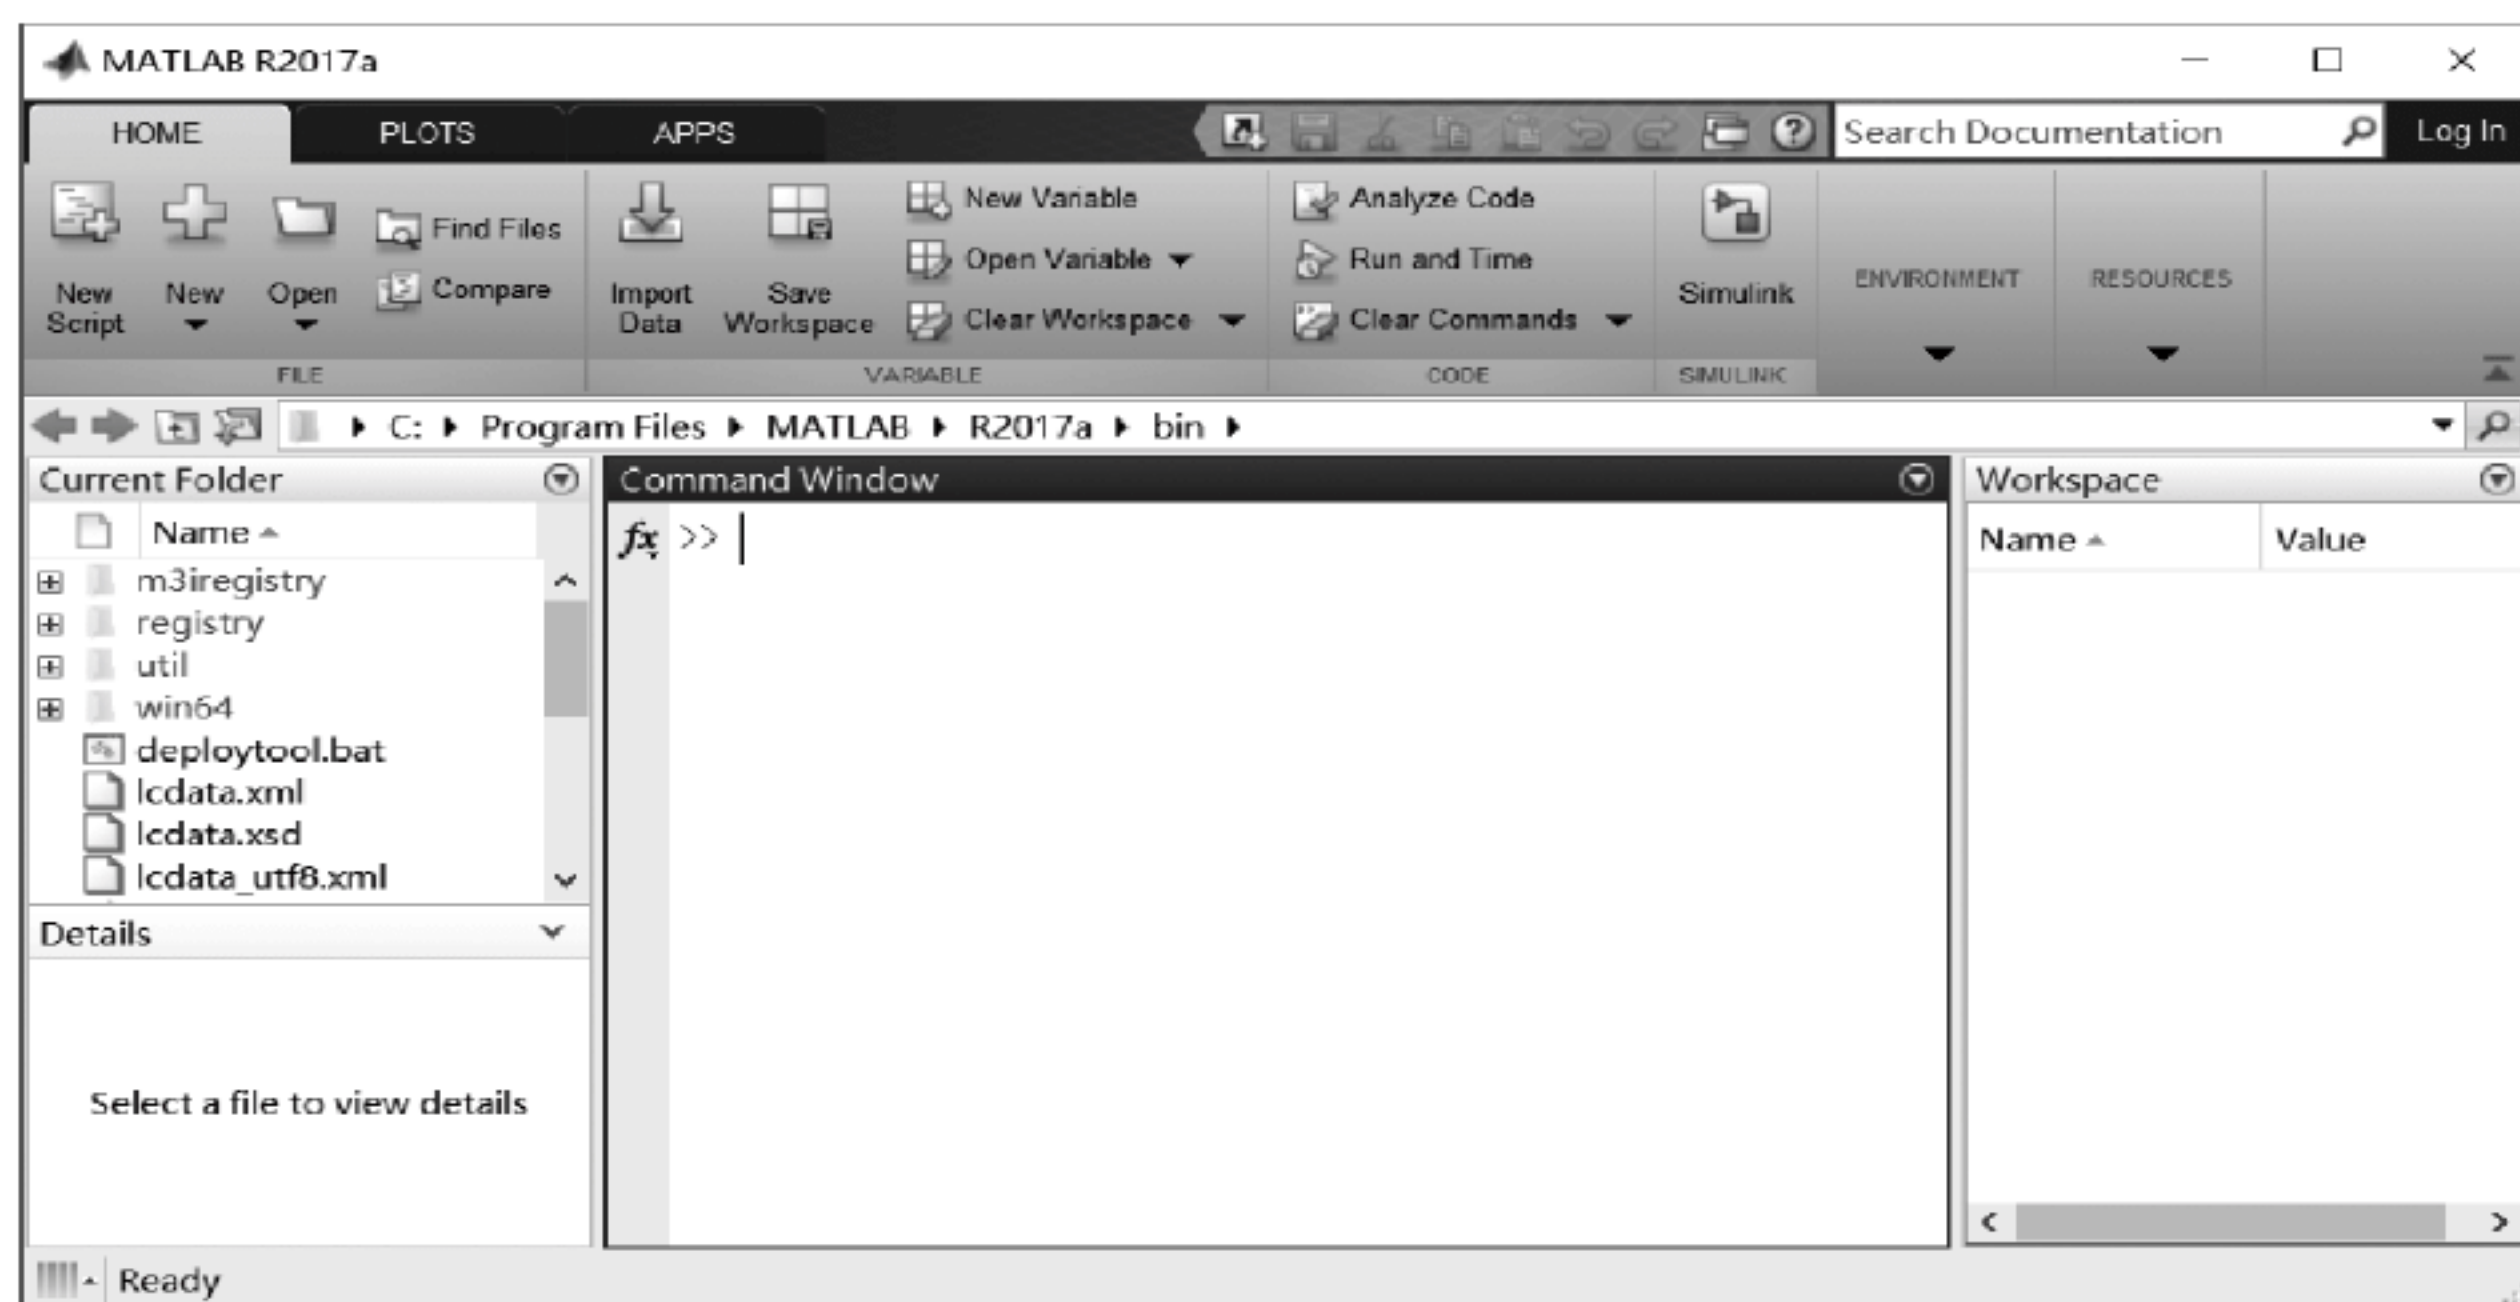 MATLAB R2017a
HOME PLOTS APPS Search Documentation Log In
New Script
New
Open
Find Files
Compare
FILE
Import Data
Save Workspace
New Variable
Open Variable
Clear Workspace
VARIABLE
Analyze Code
Run and Time
Clear Commands
CODE
Simulink
SIMULINK
ENVIRONMENT
RESOURCES
C: Program Files MATLAB R2017a bin
Current Folder
Name
m3iregistry
registry
util
win64
deploytool.bat
lcdata.xml
lcdata.xsd
lcdata_utf8.xml
Details
Select a file to view details
Command Window
fx >>
Workspace
Name Value
Ready